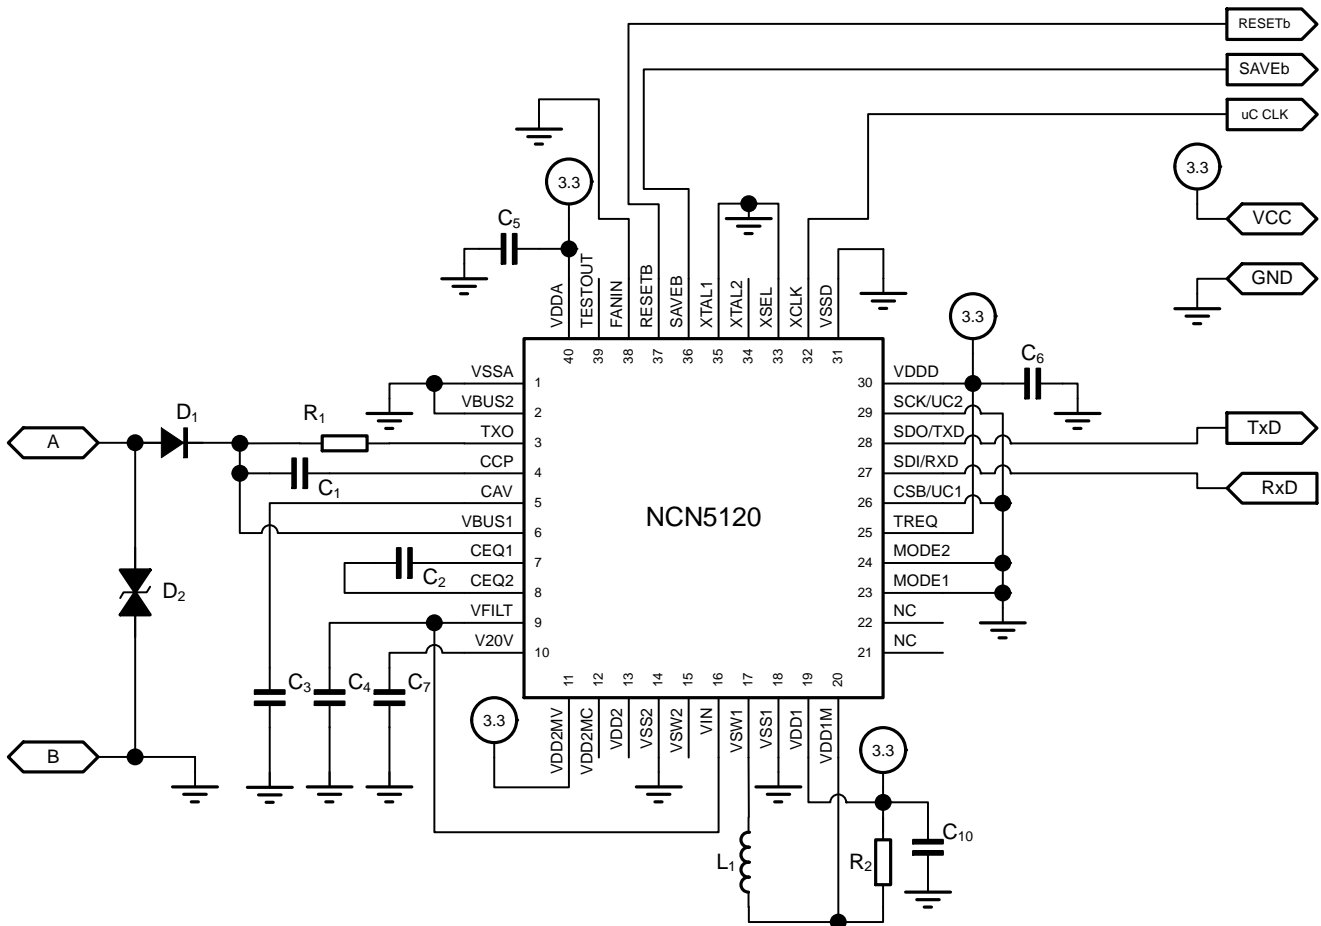 RESETb
SAVEb
uC CLK
3.3
3.3
VCC
C5
GND
VDDA
TESTOUT
FANIN
RESETB
SAVEB
XTAL1
XTAL2
XSEL
XCLK
VSSD
3.3
40
39
38
37
36
35
34
33
32
31
C6
VSSA
1
30
VDDD
VBUS2
2
29
SCK/UC2
A
D1
R1
TXO
3
28
SDO/TXD
TxD
CCP
4
27
SDI/RXD
C1
RxD
CAV
5
26
CSB/UC1
NCN5120
VBUS1
6
25
TREQ
CEQ1
7
24
MODE2
C2
D2
CEQ2
8
23
MODE1
VFILT
9
22
NC
V20V
10
21
NC
C3
C4
C7
11
12
13
14
15
16
17
18
19
20
3.3
VDD2MV
VDD2MC
VDD2
VSS2
VSW2
VIN
VSW1
VSS1
VDD1
VDD1M
B
3.3
C10
L1
R2